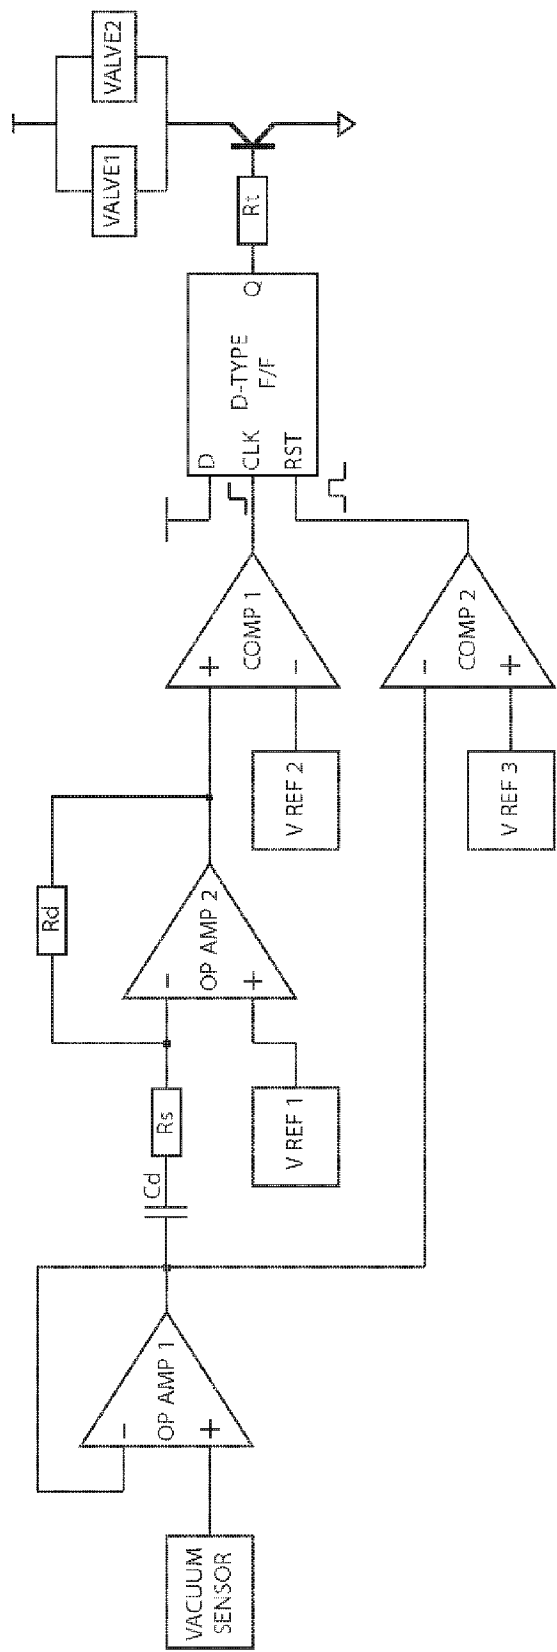 VACUUM
SENSOR
-
+
OP AMP 1
Cd
Rs
V REF 1
Rd
-
+
OP AMP 2
V REF 2
+
-
COMP 1
V REF 3
-
+
COMP 2
D
CLK
RST
D-TYPE
F/F
Q
Rt
VALVE1
VALVE2